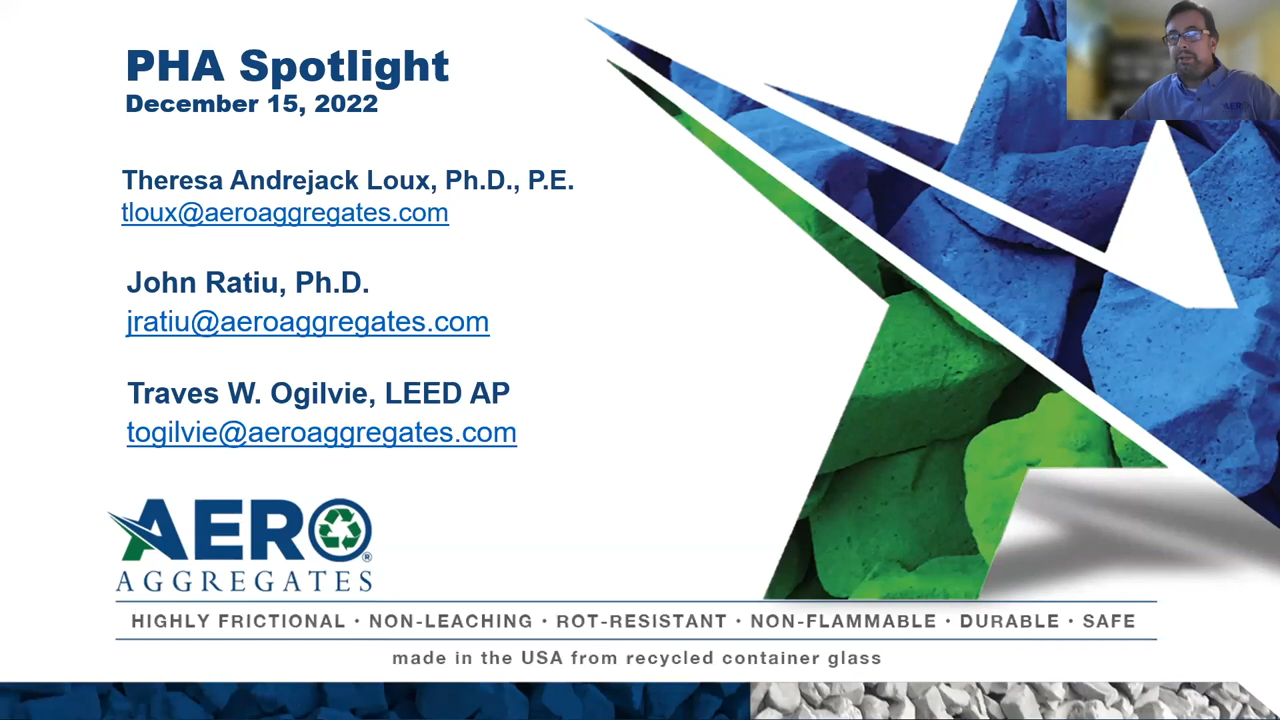 PHA Spotlight
December 15, 2022
Theresa Andrejack Loux, Ph.D., P.E.
tloux@aeroaggregates.com
John Ratiu, Ph.D.
jratiu@aeroaggregates.com
Traves W. Ogilvie, LEED AP
togilvie@aeroaggregates.com
AERO®
AGGREGATES
HIGHLY FRICTIONAL • NON-LEACHING • ROT-RESISTANT • NON-FLAMMABLE • DURABLE • SAFE
made in the USA from recycled container glass
AERO